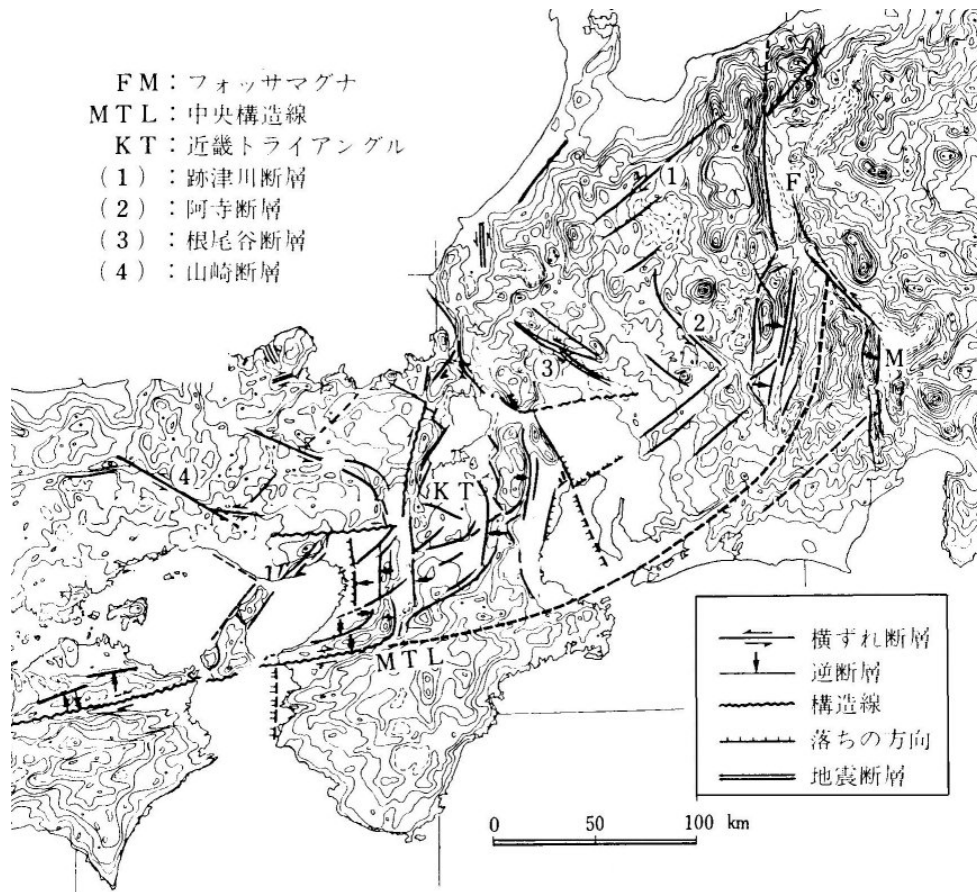 FM：フォッサマグナ
MTL：中央構造線
KT：近畿トライアングル
(1)：跡津川断層
(2)：阿寺断層
(3)：根尾谷断層
(4)：山崎断層
(1)
F
2
M
3
4
KT
MTL
横ずれ断層
逆断層
構造線
落ちの方向
地震断層
0 50 100 km